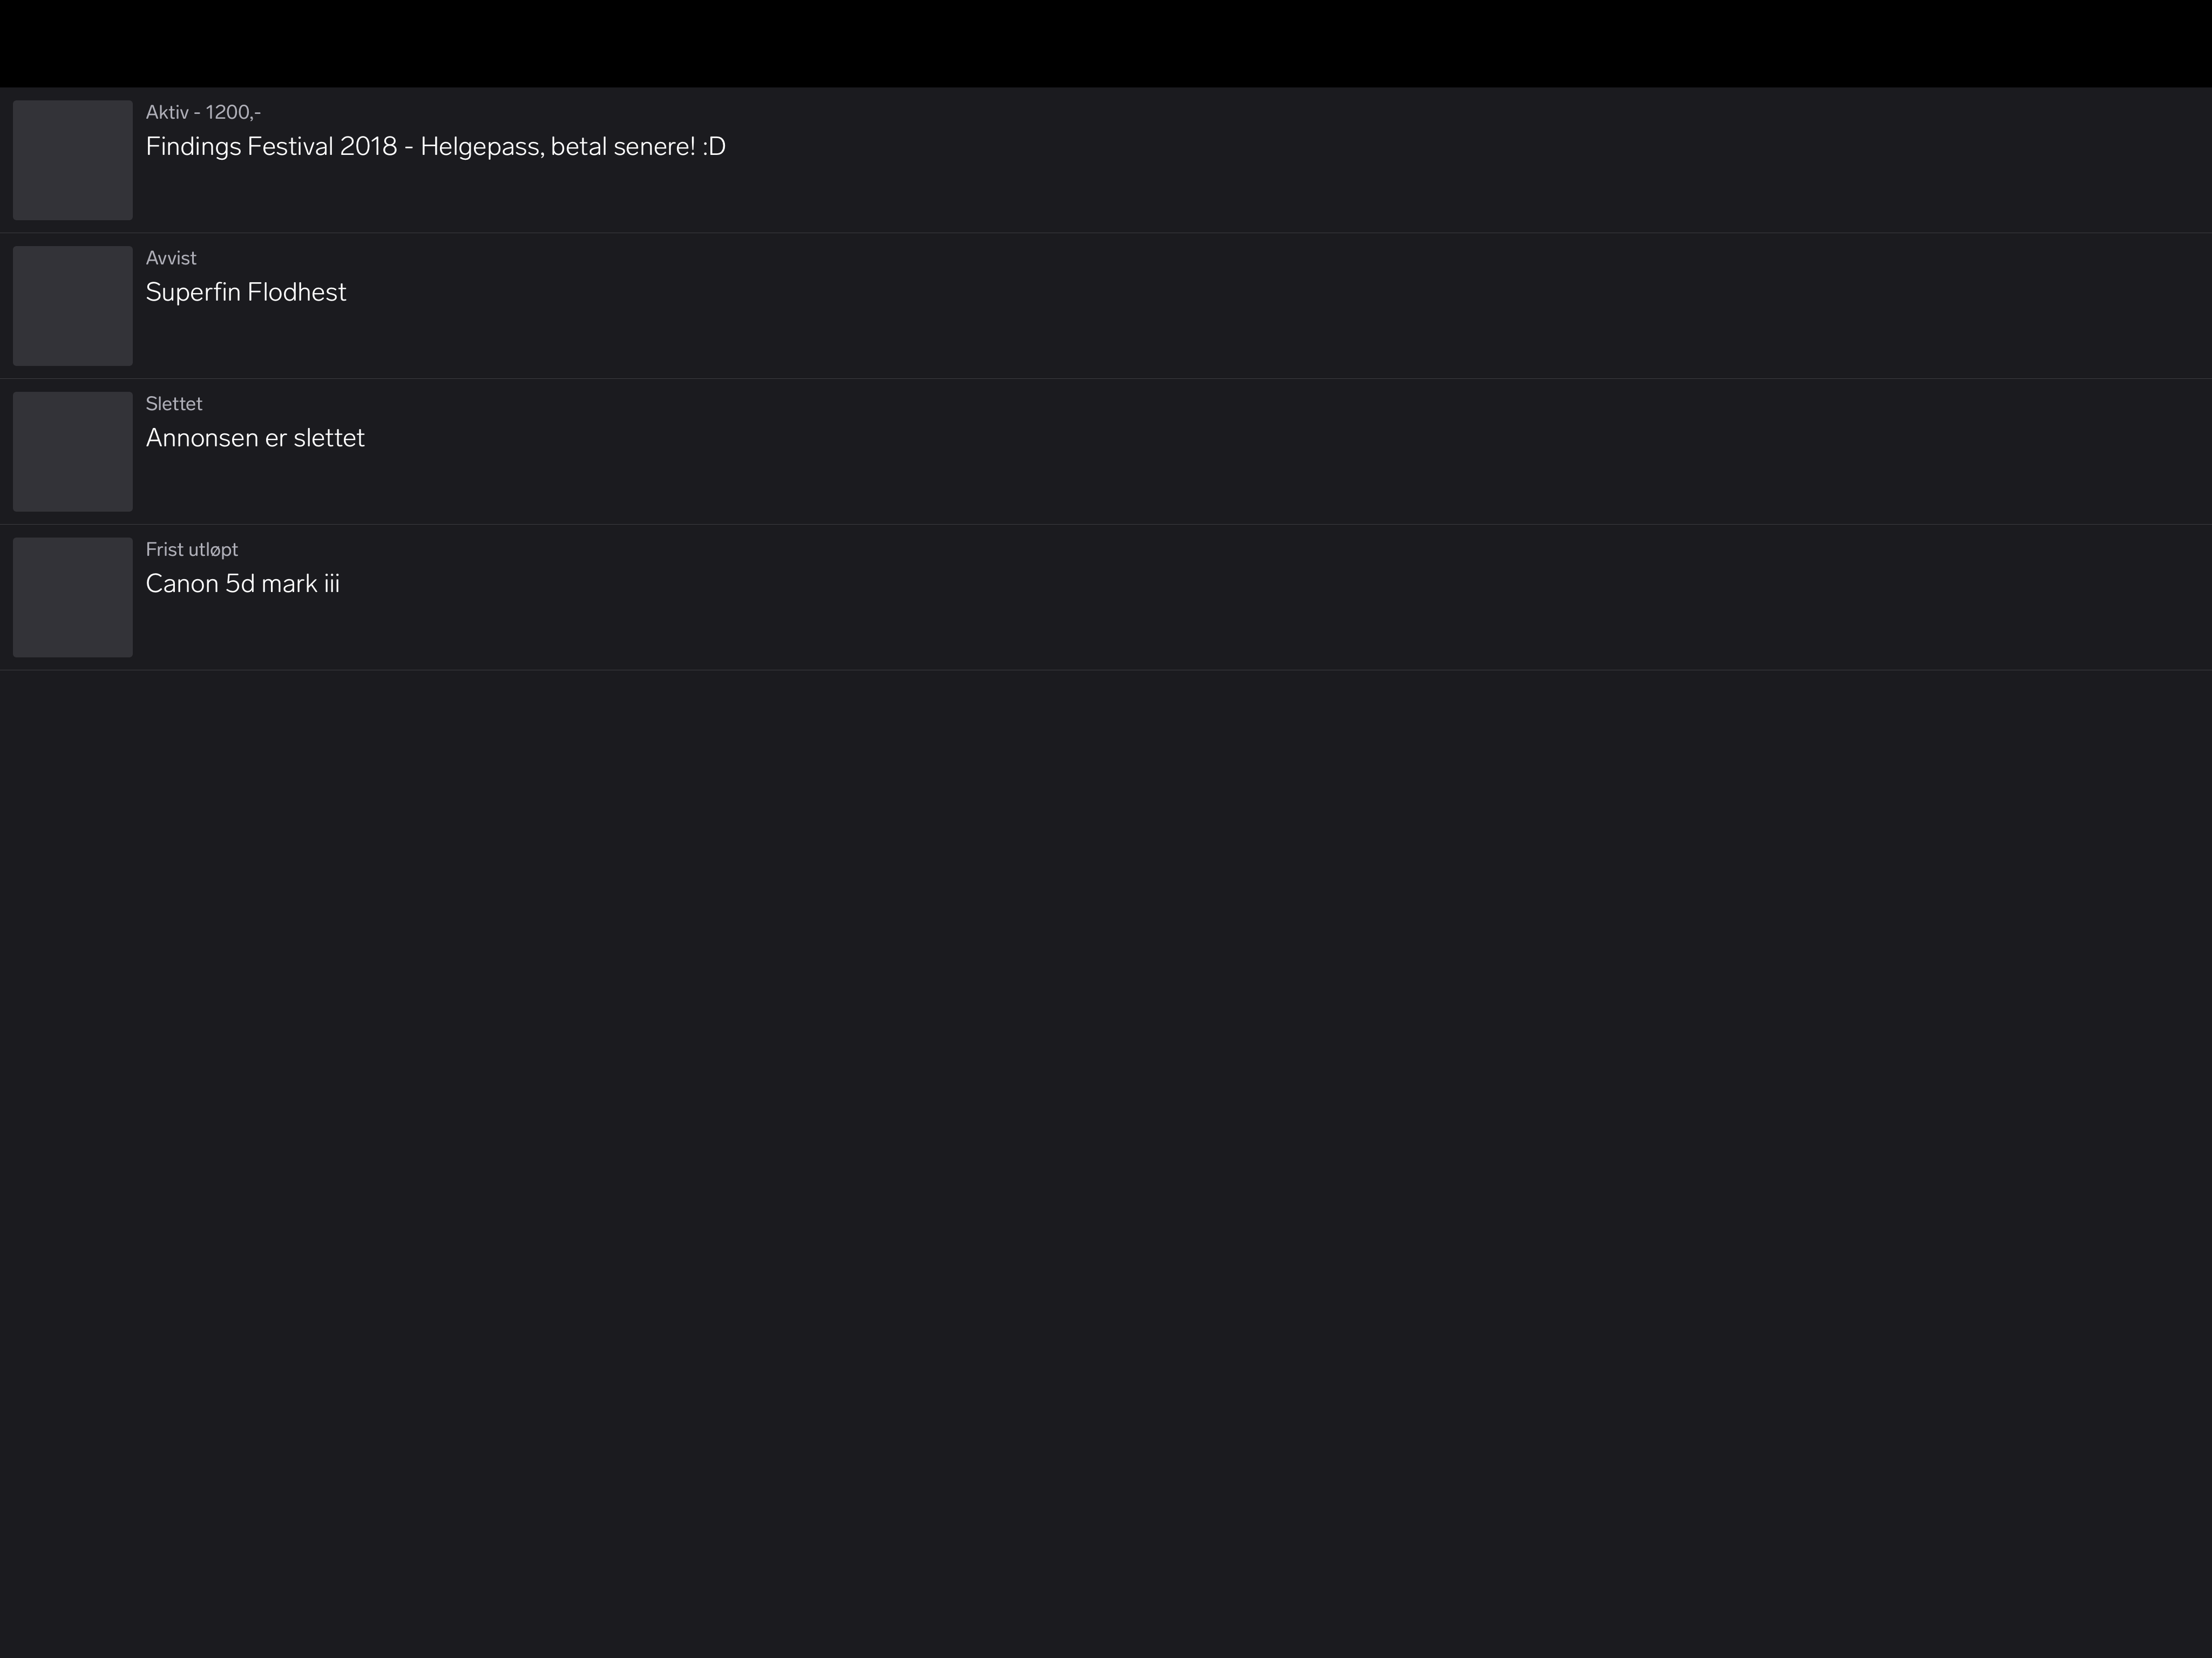 Aktiv - 1200,-
Findings Festival 2018 - Helgepass, betal senere! :D
Avvist
Superfin Flodhest
Slettet
Annonsen er slettet
Frist utløpt
Canon 5d mark iii